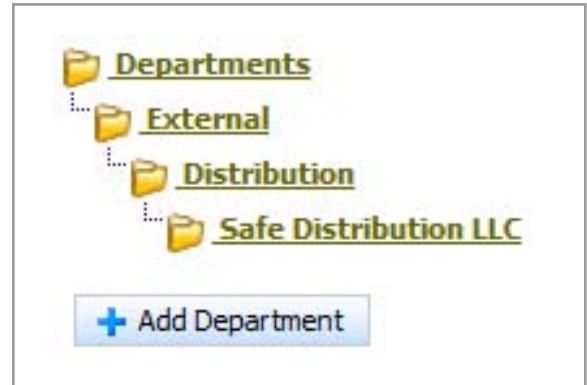 Departments
External
Distribution
Safe Distribution LLC
Add Department